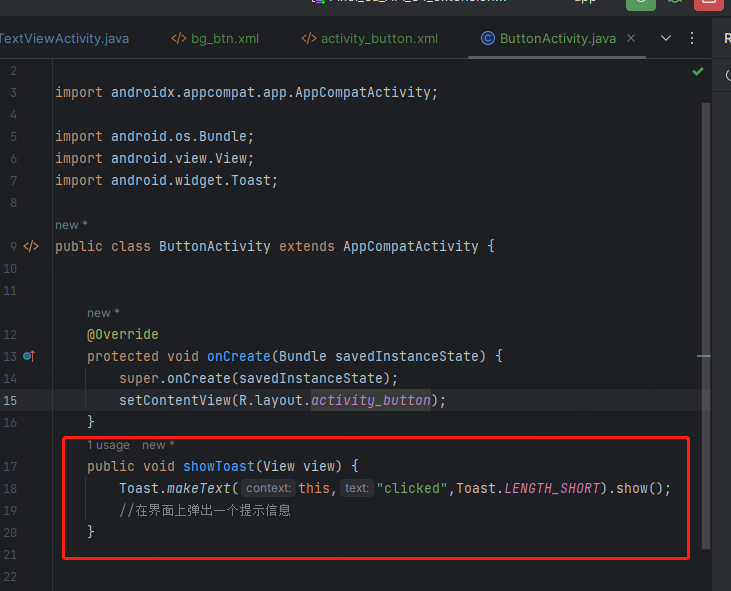 app
TextViewActivity.java </> bg_btn.xml </> activity_button.xml © ButtonActivity.java ×
2
3 import androidx.appcompat.app.AppCompatActivity;
4
5 import android.os.Bundle;
6 import android.view.View;
7 import android.widget.Toast;
8
new *
9 </> public class ButtonActivity extends AppCompatActivity {
10
11
new *
12 @Override
13 protected void onCreate(Bundle savedInstanceState) {
14 super.onCreate(savedInstanceState);
15 setContentView(R.layout.activity_button);
16 }
1 usage new *
17 public void showToast(View view) {
18 Toast.makeText( context: this, text: "clicked",Toast.LENGTH_SHORT).show();
19 //在界面上弹出一个提示信息
20 }
21
22